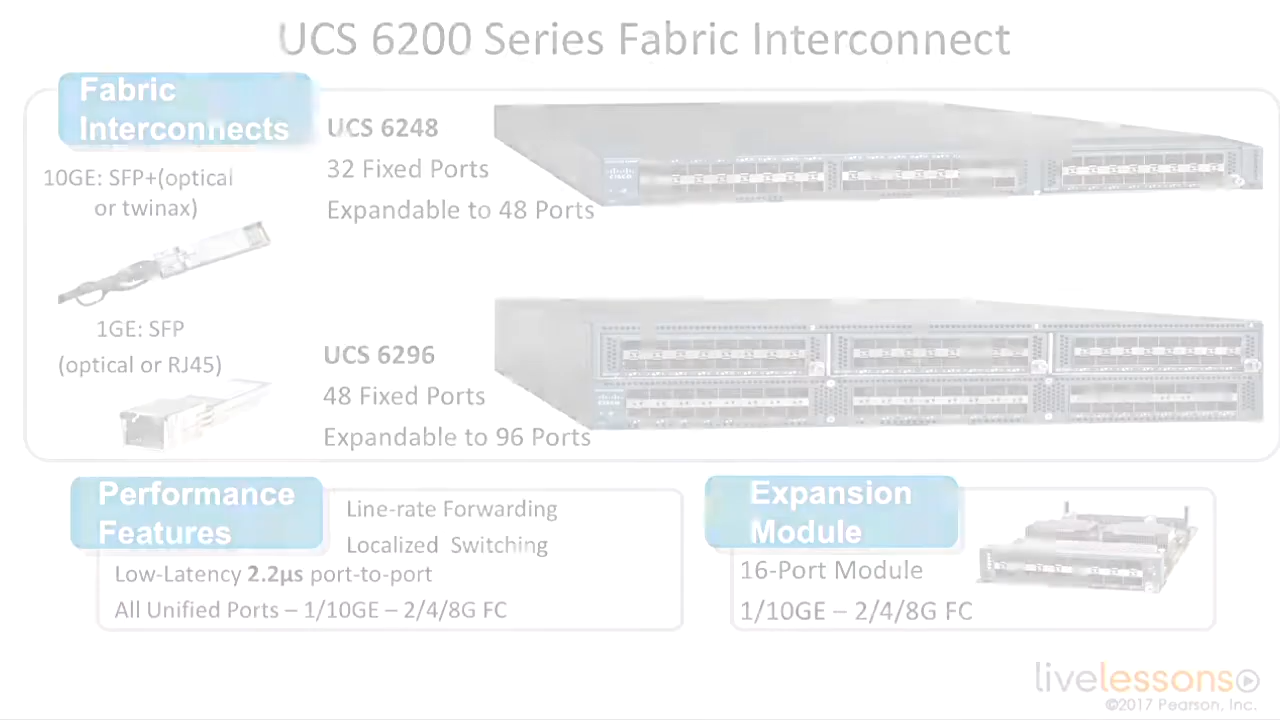 UCS 6200 Series Fabric Interconnect
Fabric
Interconnects
10GE: SFP+(optical
or twinax)
1GE: SFP
(optical or RJ45)
UCS 6248
32 Fixed Ports
Expandable to 48 Ports
UCS 6296
48 Fixed Ports
Expandable to 96 Ports
Performance
Features
Line-rate Forwarding
Localized Switching
Low-Latency 2.2µs port-to-port
All Unified Ports – 1/10GE – 2/4/8G FC
Expansion
Module
16-Port Module
1/10GE – 2/4/8G FC
livelessons
©2017 Pearson, Inc.